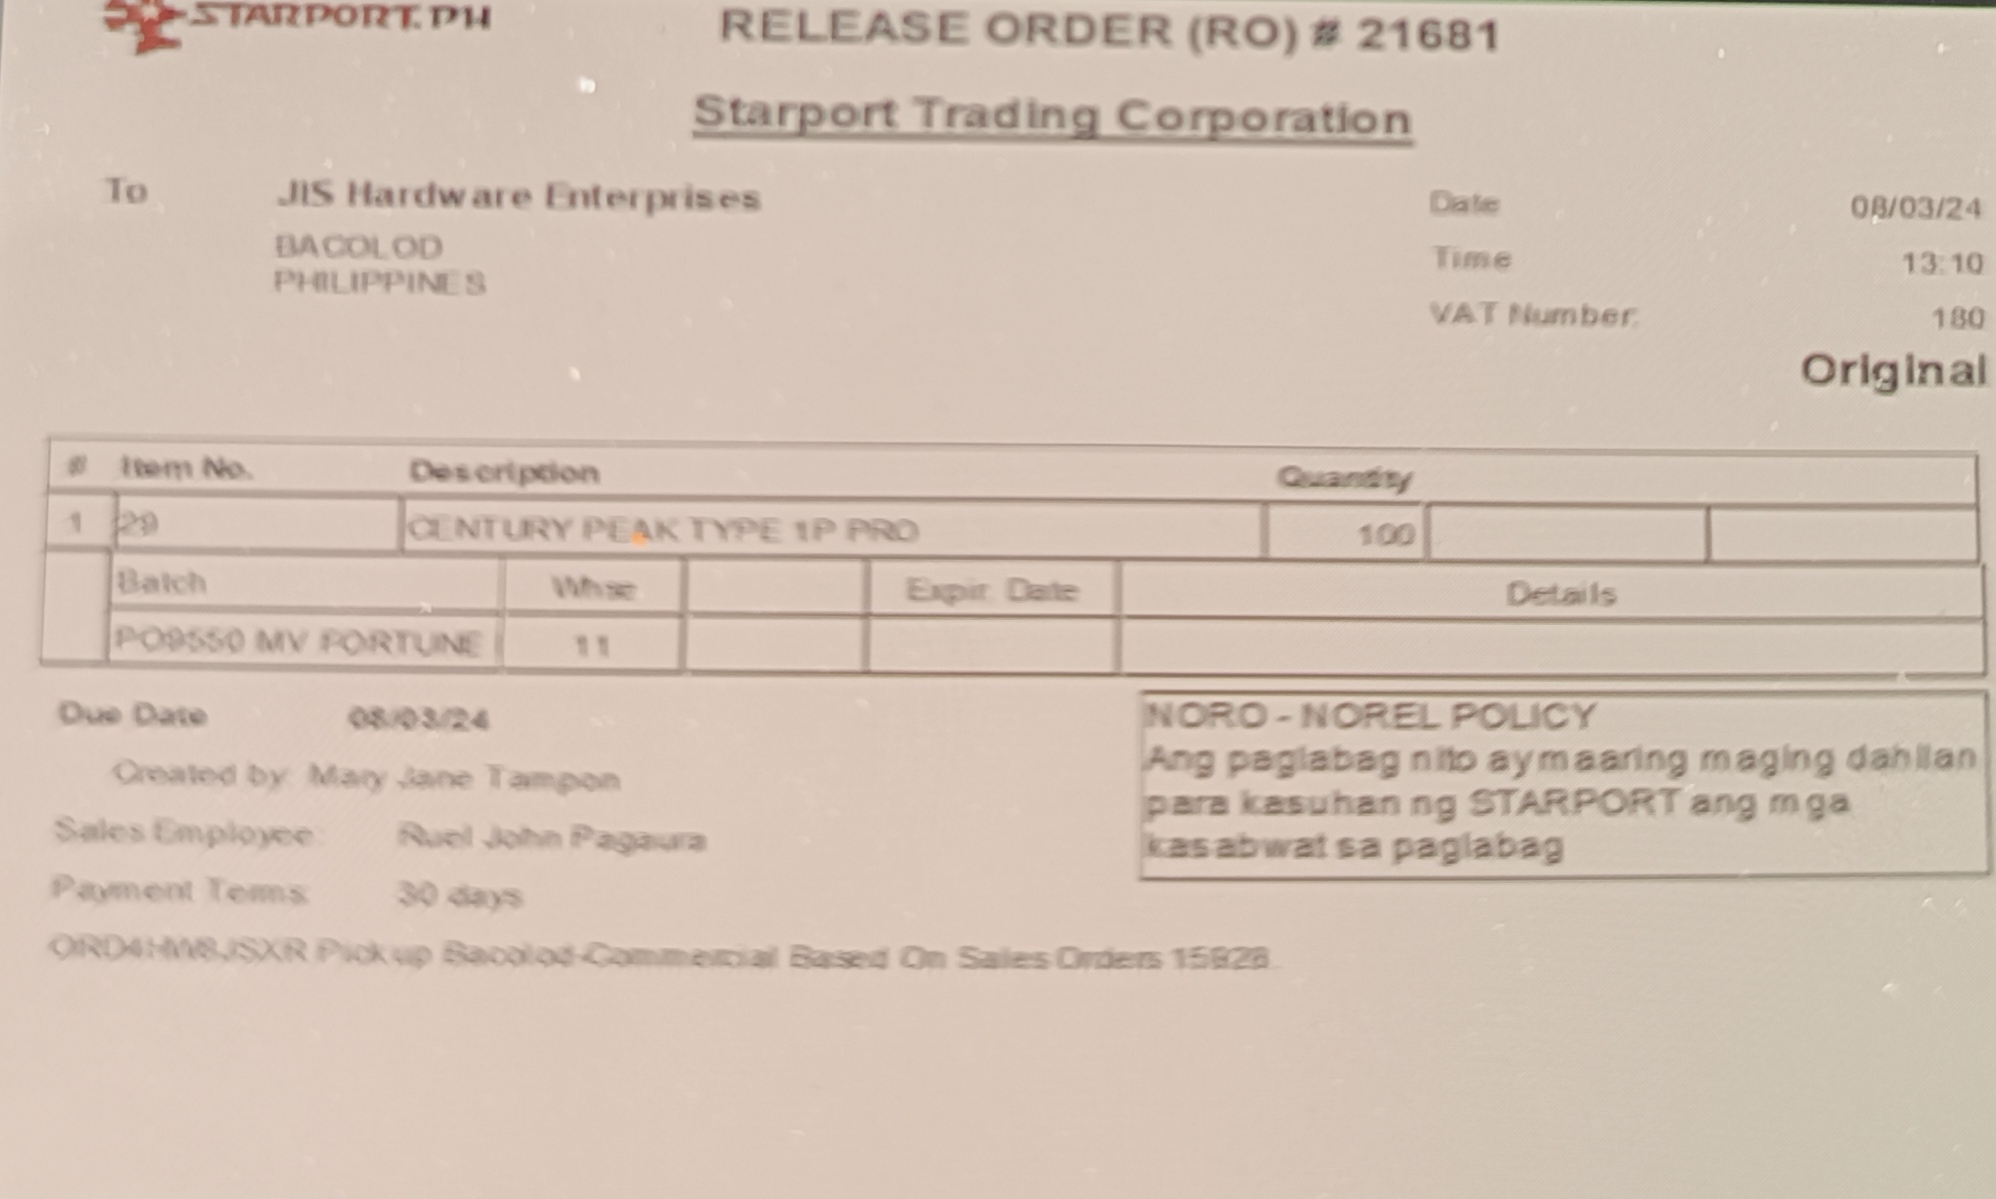 STARPORT.PH
RELEASE ORDER (RO) # 21681
Starport Trading Corporation
To JIS Hardware Enterprises
BACOLOD
PHILIPPINES
Date 08/03/24
Time 13:10
VAT Number: 180
Original
# Item No. Description Quantity
1 29 CENTURY PEAK TYPE 1P PRO 100
Batch Whse Expir. Date Details
PO9550 MV FORTUNE 11
Due Date 08/03/24
Created by: Mary Jane Tampon
Sales Employee: Ruel John Pagaura
Payment Terms: 30 days
Pickup Bacolod-Commercial Based On Sales Orders
NORO - NOREL POLICY
Ang paglabag nito ay maaring maging dahilan
para kasuhan ng STARPORT ang mga
kasabwat sa paglabag